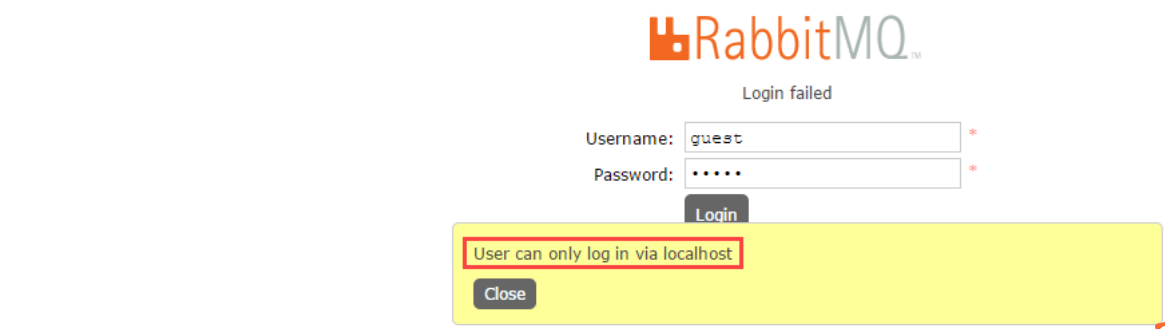 RabbitMQ™
Login failed
Username: guest *
Password: ••••• *
Login
User can only log in via localhost
Close